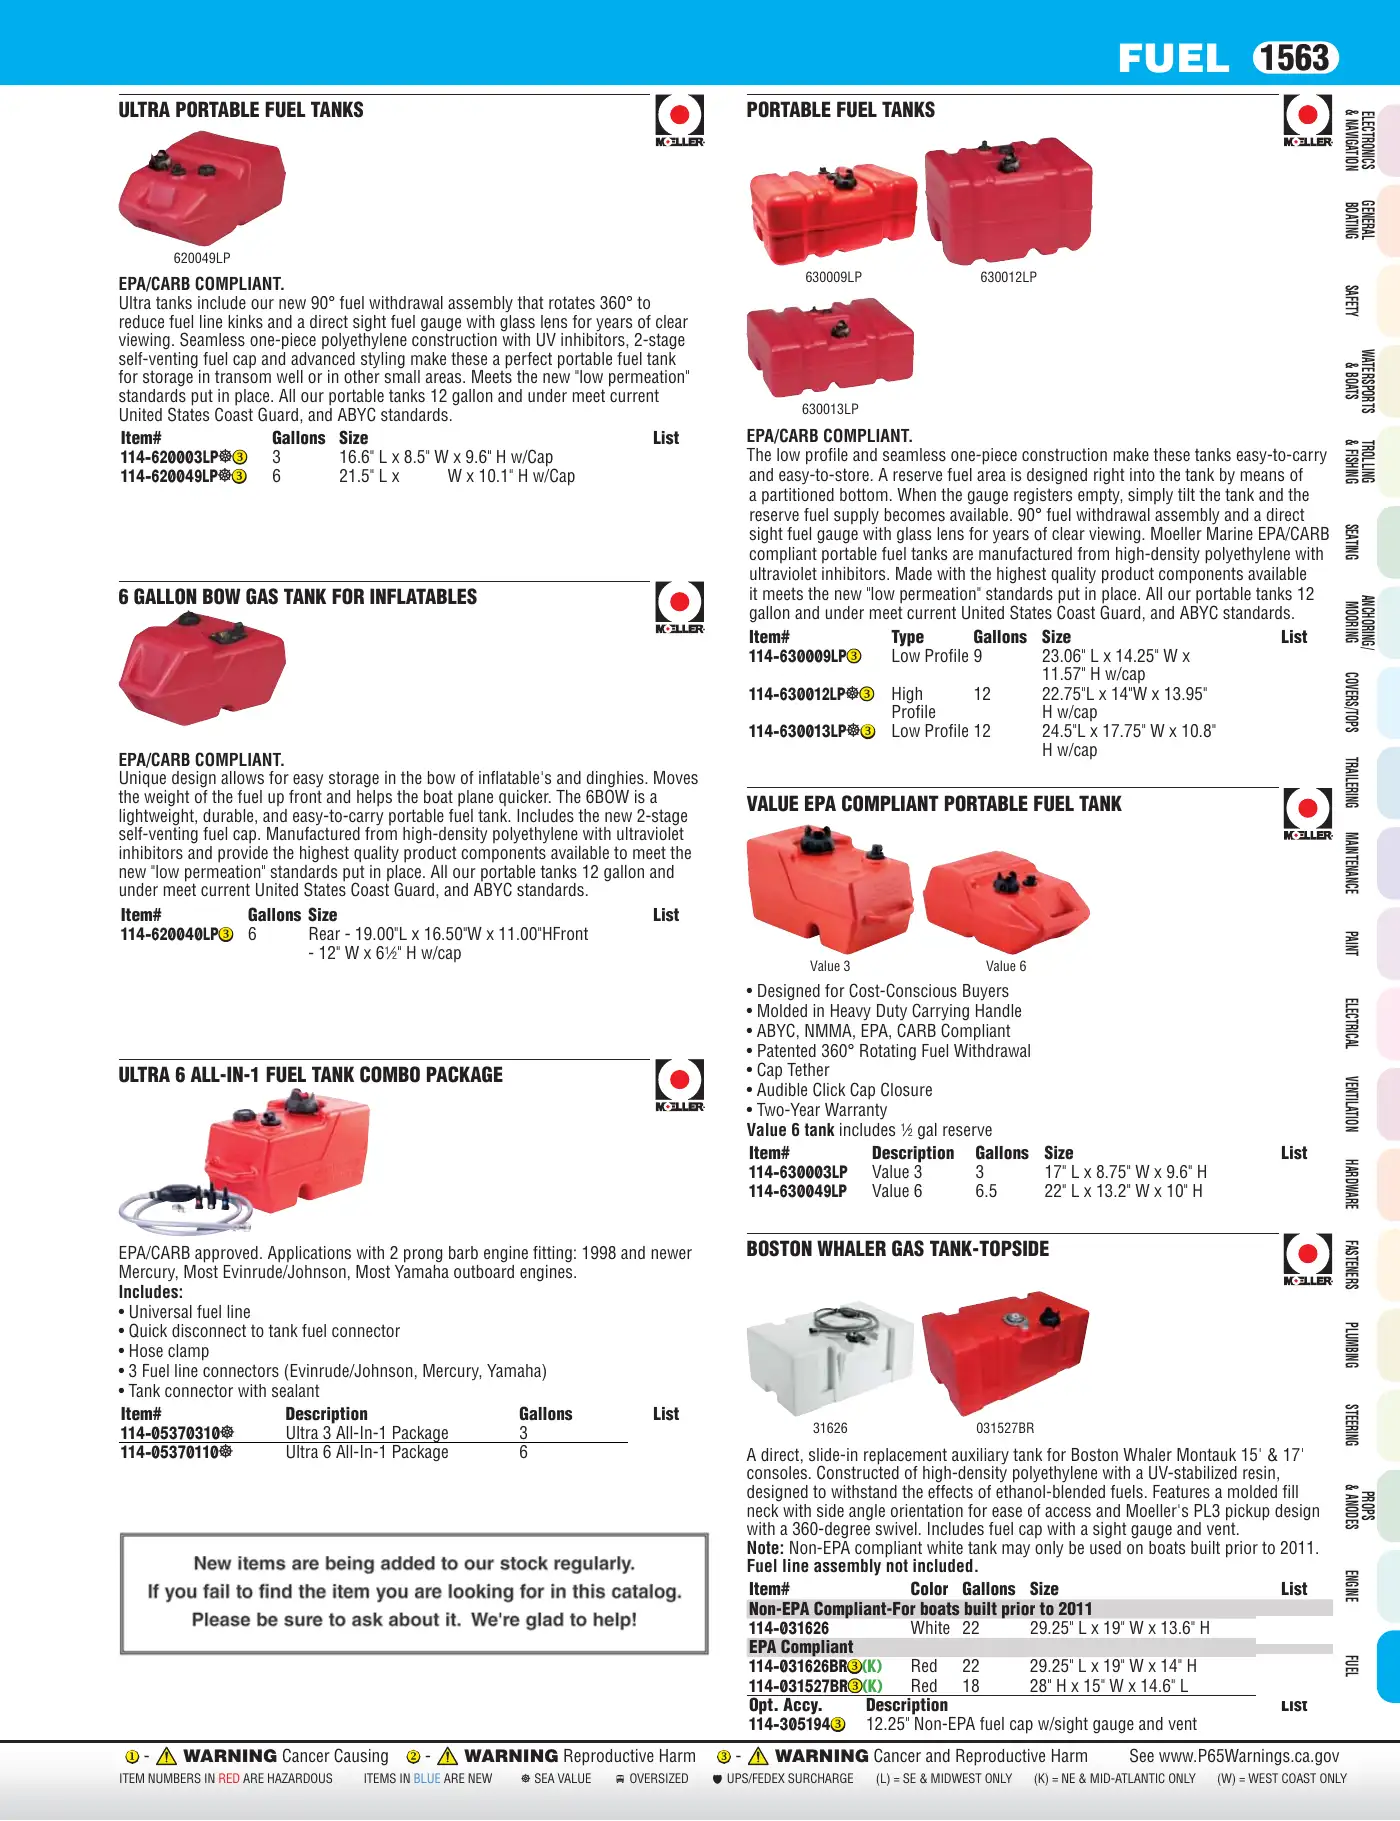 FUEL 1563
ULTRA PORTABLE FUEL TANKS
MOELLER
620049LP
EPA/CARB COMPLIANT.
Ultra tanks include our new 90° fuel withdrawal assembly that rotates 360° to
reduce fuel line kinks and a direct sight fuel gauge with glass lens for years of clear
viewing. Seamless one-piece polyethylene construction with UV inhibitors, 2-stage
self-venting fuel cap and advanced styling make these a perfect portable fuel tank
for storage in transom well or in other small areas. Meets the new "low permeation"
standards put in place. All our portable tanks 12 gallon and under meet current
United States Coast Guard, and ABYC standards.
Item# Gallons Size List
114-620003LP☸③ 3 16.6" L x 8.5" W x 9.6" H w/Cap
114-620049LP☸③ 6 21.5" L x W x 10.1" H w/Cap
6 GALLON BOW GAS TANK FOR INFLATABLES
MOELLER
EPA/CARB COMPLIANT.
Unique design allows for easy storage in the bow of inflatable's and dinghies. Moves
the weight of the fuel up front and helps the boat plane quicker. The 6BOW is a
lightweight, durable, and easy-to-carry portable fuel tank. Includes the new 2-stage
self-venting fuel cap. Manufactured from high-density polyethylene with ultraviolet
inhibitors and provide the highest quality product components available to meet the
new "low permeation" standards put in place. All our portable tanks 12 gallon and
under meet current United States Coast Guard, and ABYC standards.
Item# Gallons Size List
114-620040LP③ 6 Rear - 19.00"L x 16.50"W x 11.00"HFront
- 12" W x 6½" H w/cap
ULTRA 6 ALL-IN-1 FUEL TANK COMBO PACKAGE
MOELLER
EPA/CARB approved. Applications with 2 prong barb engine fitting: 1998 and newer
Mercury, Most Evinrude/Johnson, Most Yamaha outboard engines.
Includes:
• Universal fuel line
• Quick disconnect to tank fuel connector
• Hose clamp
• 3 Fuel line connectors (Evinrude/Johnson, Mercury, Yamaha)
• Tank connector with sealant
Item# Description Gallons List
114-05370310☸ Ultra 3 All-In-1 Package 3
114-05370110☸ Ultra 6 All-In-1 Package 6
New items are being added to our stock regularly.
If you fail to find the item you are looking for in this catalog.
Please be sure to ask about it. We're glad to help!
PORTABLE FUEL TANKS
MOELLER
630009LP 630012LP
630013LP
EPA/CARB COMPLIANT.
The low profile and seamless one-piece construction make these tanks easy-to-carry
and easy-to-store. A reserve fuel area is designed right into the tank by means of
a partitioned bottom. When the gauge registers empty, simply tilt the tank and the
reserve fuel supply becomes available. 90° fuel withdrawal assembly and a direct
sight fuel gauge with glass lens for years of clear viewing. Moeller Marine EPA/CARB
compliant portable fuel tanks are manufactured from high-density polyethylene with
ultraviolet inhibitors. Made with the highest quality product components available
it meets the new "low permeation" standards put in place. All our portable tanks 12
gallon and under meet current United States Coast Guard, and ABYC standards.
Item# Type Gallons Size List
114-630009LP③ Low Profile 9 23.06" L x 14.25" W x
11.57" H w/cap
114-630012LP☸③ High 12 22.75"L x 14"W x 13.95"
Profile H w/cap
114-630013LP☸③ Low Profile 12 24.5"L x 17.75" W x 10.8"
H w/cap
VALUE EPA COMPLIANT PORTABLE FUEL TANK
MOELLER
Value 3 Value 6
• Designed for Cost-Conscious Buyers
• Molded in Heavy Duty Carrying Handle
• ABYC, NMMA, EPA, CARB Compliant
• Patented 360° Rotating Fuel Withdrawal
• Cap Tether
• Audible Click Cap Closure
• Two-Year Warranty
Value 6 tank includes ½ gal reserve
Item# Description Gallons Size List
114-630003LP Value 3 3 17" L x 8.75" W x 9.6" H
114-630049LP Value 6 6.5 22" L x 13.2" W x 10" H
BOSTON WHALER GAS TANK-TOPSIDE
MOELLER
31626 031527BR
A direct, slide-in replacement auxiliary tank for Boston Whaler Montauk 15' & 17'
consoles. Constructed of high-density polyethylene with a UV-stabilized resin,
designed to withstand the effects of ethanol-blended fuels. Features a molded fill
neck with side angle orientation for ease of access and Moeller's PL3 pickup design
with a 360-degree swivel. Includes fuel cap with a sight gauge and vent.
Note: Non-EPA compliant white tank may only be used on boats built prior to 2011.
Fuel line assembly not included.
Item# Color Gallons Size List
Non-EPA Compliant-For boats built prior to 2011
114-031626 White 22 29.25" L x 19" W x 13.6" H
EPA Compliant
114-031626BR③(K) Red 22 29.25" L x 19" W x 14" H
114-031527BR③(K) Red 18 28" H x 15" W x 14.6" L
Opt. Accy. Description List
114-305194③ 12.25" Non-EPA fuel cap w/sight gauge and vent
ELECTRONICS
& NAVIGATION
GENERAL
BOATING
SAFETY
WATERSPORTS
& BOATS
TROLLING
& FISHING
SEATING
ANCHORING/
MOORING
COVERS/TOPS
TRAILERING
MAINTENANCE
PAINT
ELECTRICAL
VENTILATION
HARDWARE
FASTENERS
PLUMBING
STEERING
PROPS
& ANODES
ENGINE
FUEL
① - ⚠ WARNING Cancer Causing ② - ⚠ WARNING Reproductive Harm ③ - ⚠ WARNING Cancer and Reproductive Harm See www.P65Warnings.ca.gov
ITEM NUMBERS IN RED ARE HAZARDOUS ITEMS IN BLUE ARE NEW ☸ SEA VALUE OVERSIZED UPS/FEDEX SURCHARGE (L) = SE & MIDWEST ONLY (K) = NE & MID-ATLANTIC ONLY (W) = WEST COAST ONLY